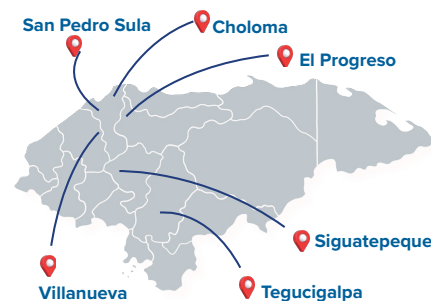 San Pedro Sula
Choloma
El Progreso
Siguatepeque
Villanueva
Tegucigalpa